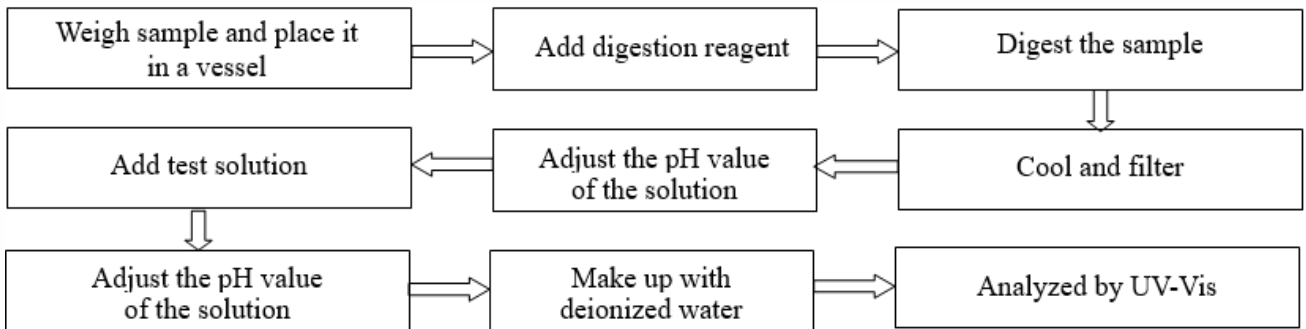 Weigh sample and place it
in a vessel
Add digestion reagent
Digest the sample
Cool and filter
Adjust the pH value
of the solution
Add test solution
Adjust the pH value
of the solution
Make up with
deionized water
Analyzed by UV-Vis